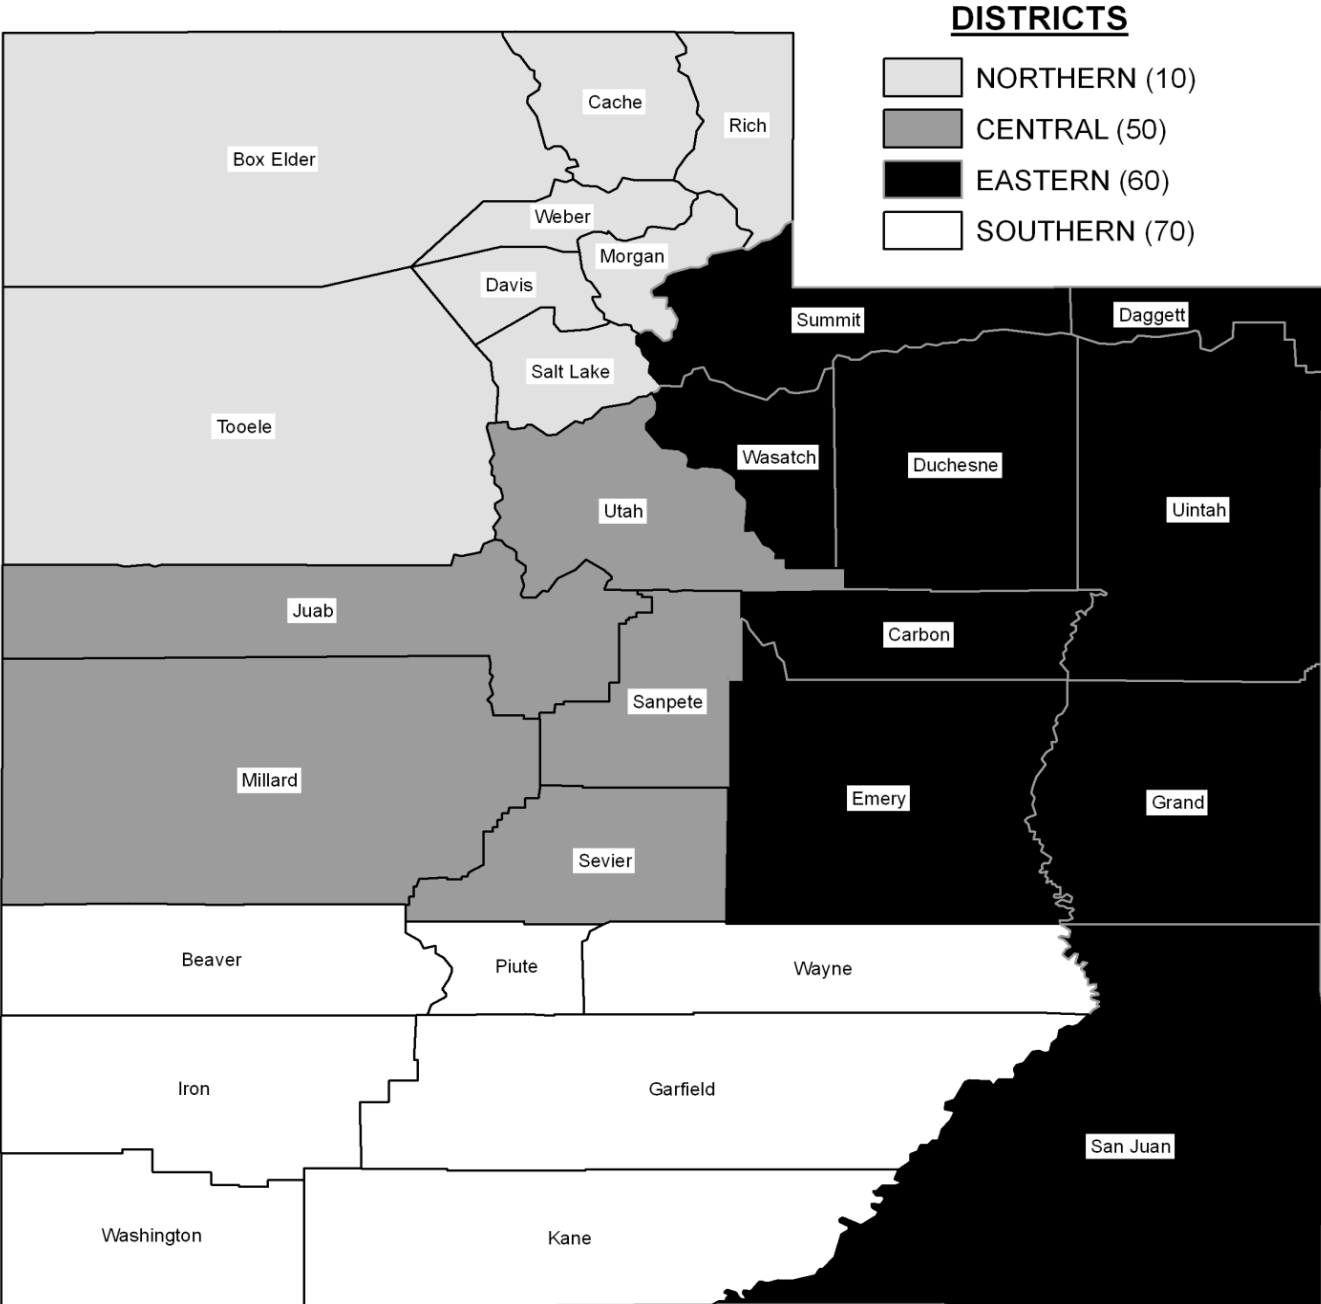 DISTRICTS
NORTHERN (10)
CENTRAL (50)
EASTERN (60)
SOUTHERN (70)
Cache
Rich
Box Elder
Weber
Morgan
Davis
Summit
Daggett
Salt Lake
Tooele
Wasatch
Duchesne
Utah
Uintah
Juab
Carbon
Sanpete
Millard
Emery
Grand
Sevier
Beaver
Piute
Wayne
Iron
Garfield
San Juan
Washington
Kane